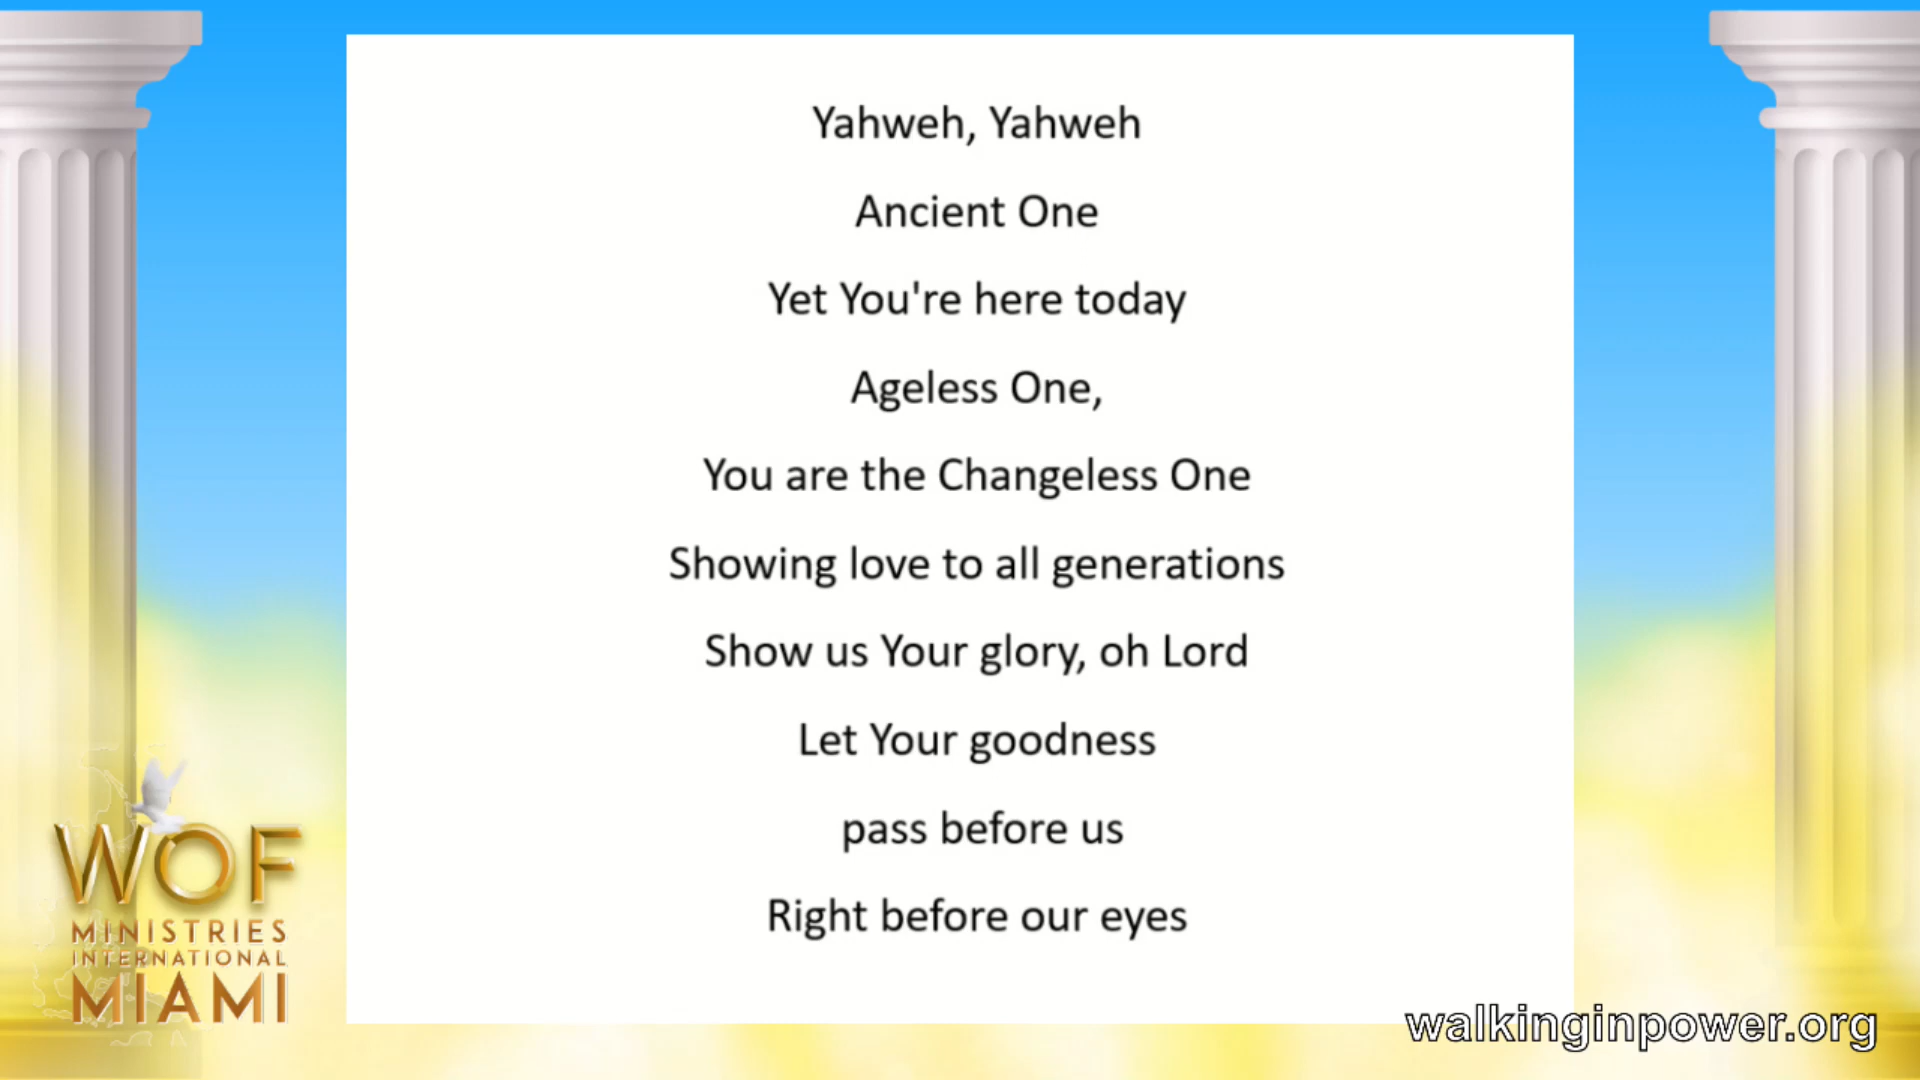 Yahweh, Yahweh
Ancient One
Yet You're here today
Ageless One,
You are the Changeless One
Showing love to all generations
Show us Your glory, oh Lord
Let Your goodness
pass before us
Right before our eyes
WOF
MINISTRIES
INTERNATIONAL
MIAMI
walkinginpower.org